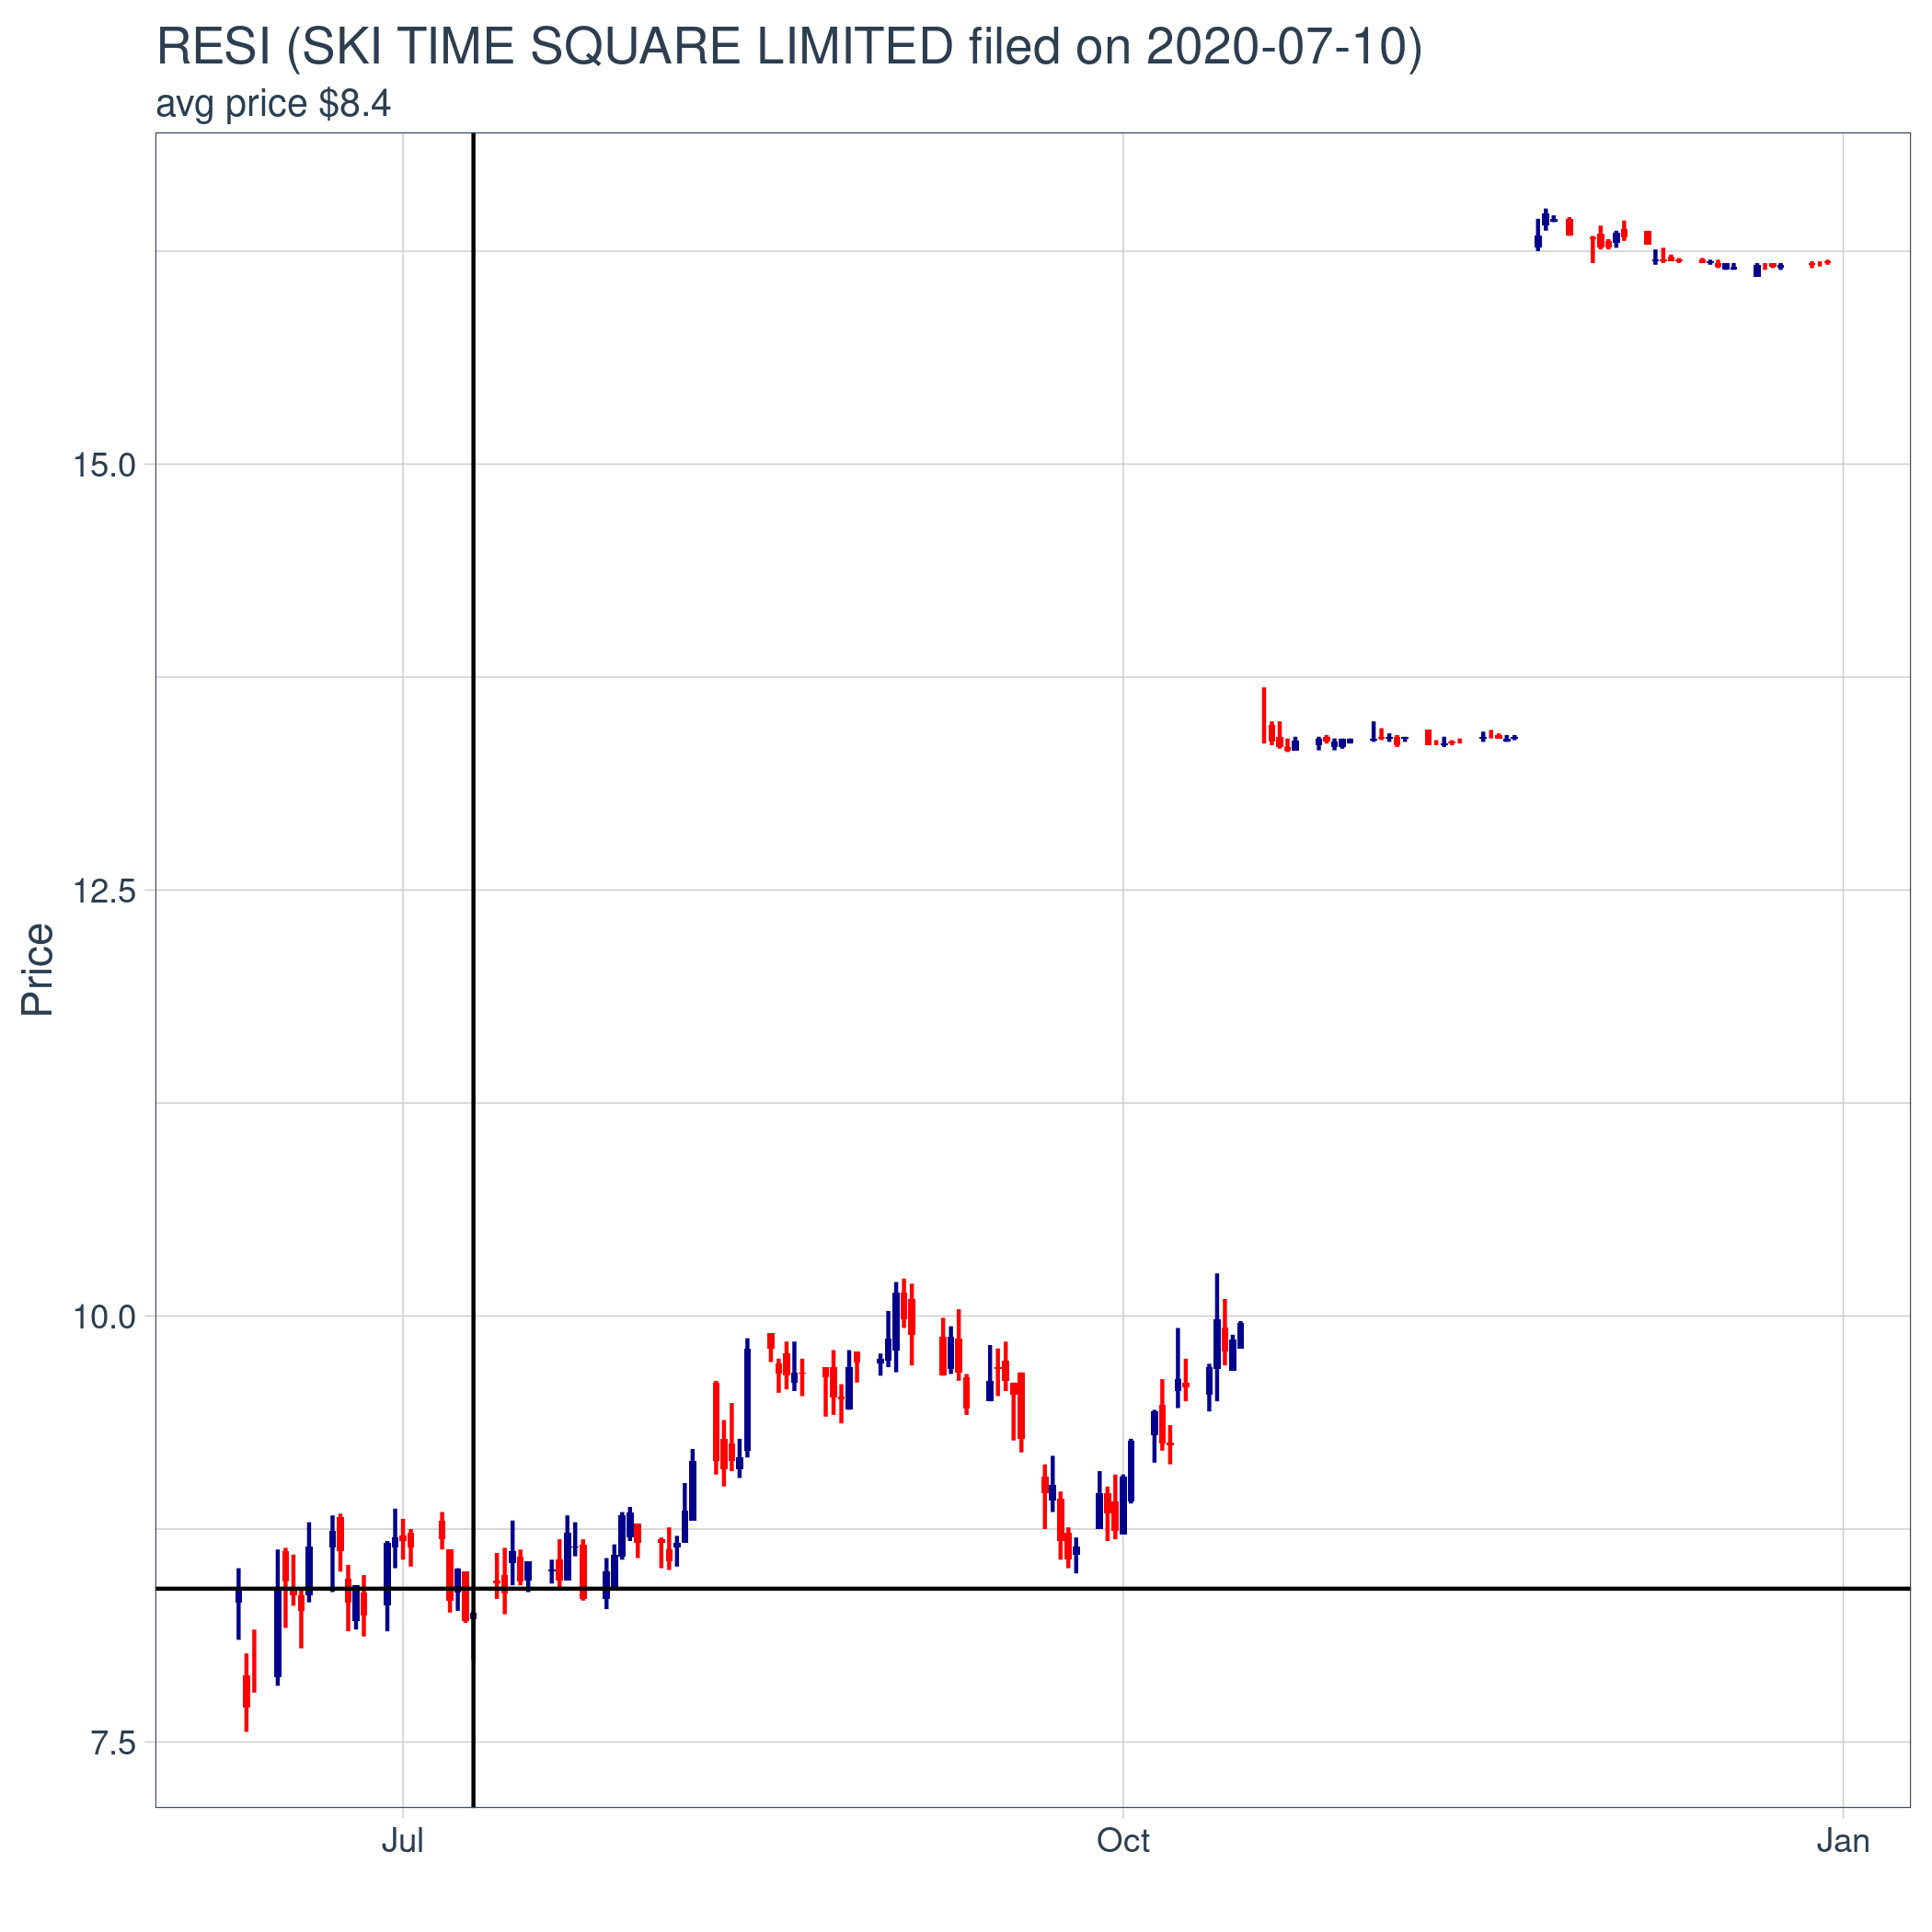 RESI (SKI TIME SQUARE LIMITED filed on 2020-07-10)
avg price $8.4
15.0
12.5
Price
10.0
7.5
Jul Oct Jan